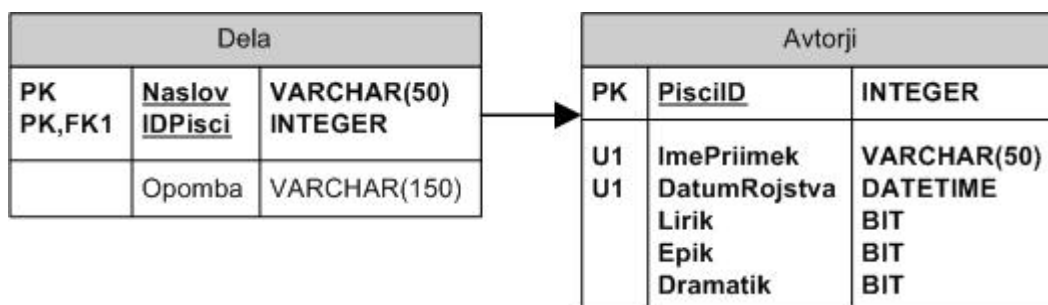 Dela
PK Naslov VARCHAR(50)
PK,FK1 IDPisci INTEGER
Opomba VARCHAR(150)
Avtorji
PK PisciID INTEGER
U1 ImePriimek VARCHAR(50)
U1 DatumRojstva DATETIME
Lirik BIT
Epik BIT
Dramatik BIT